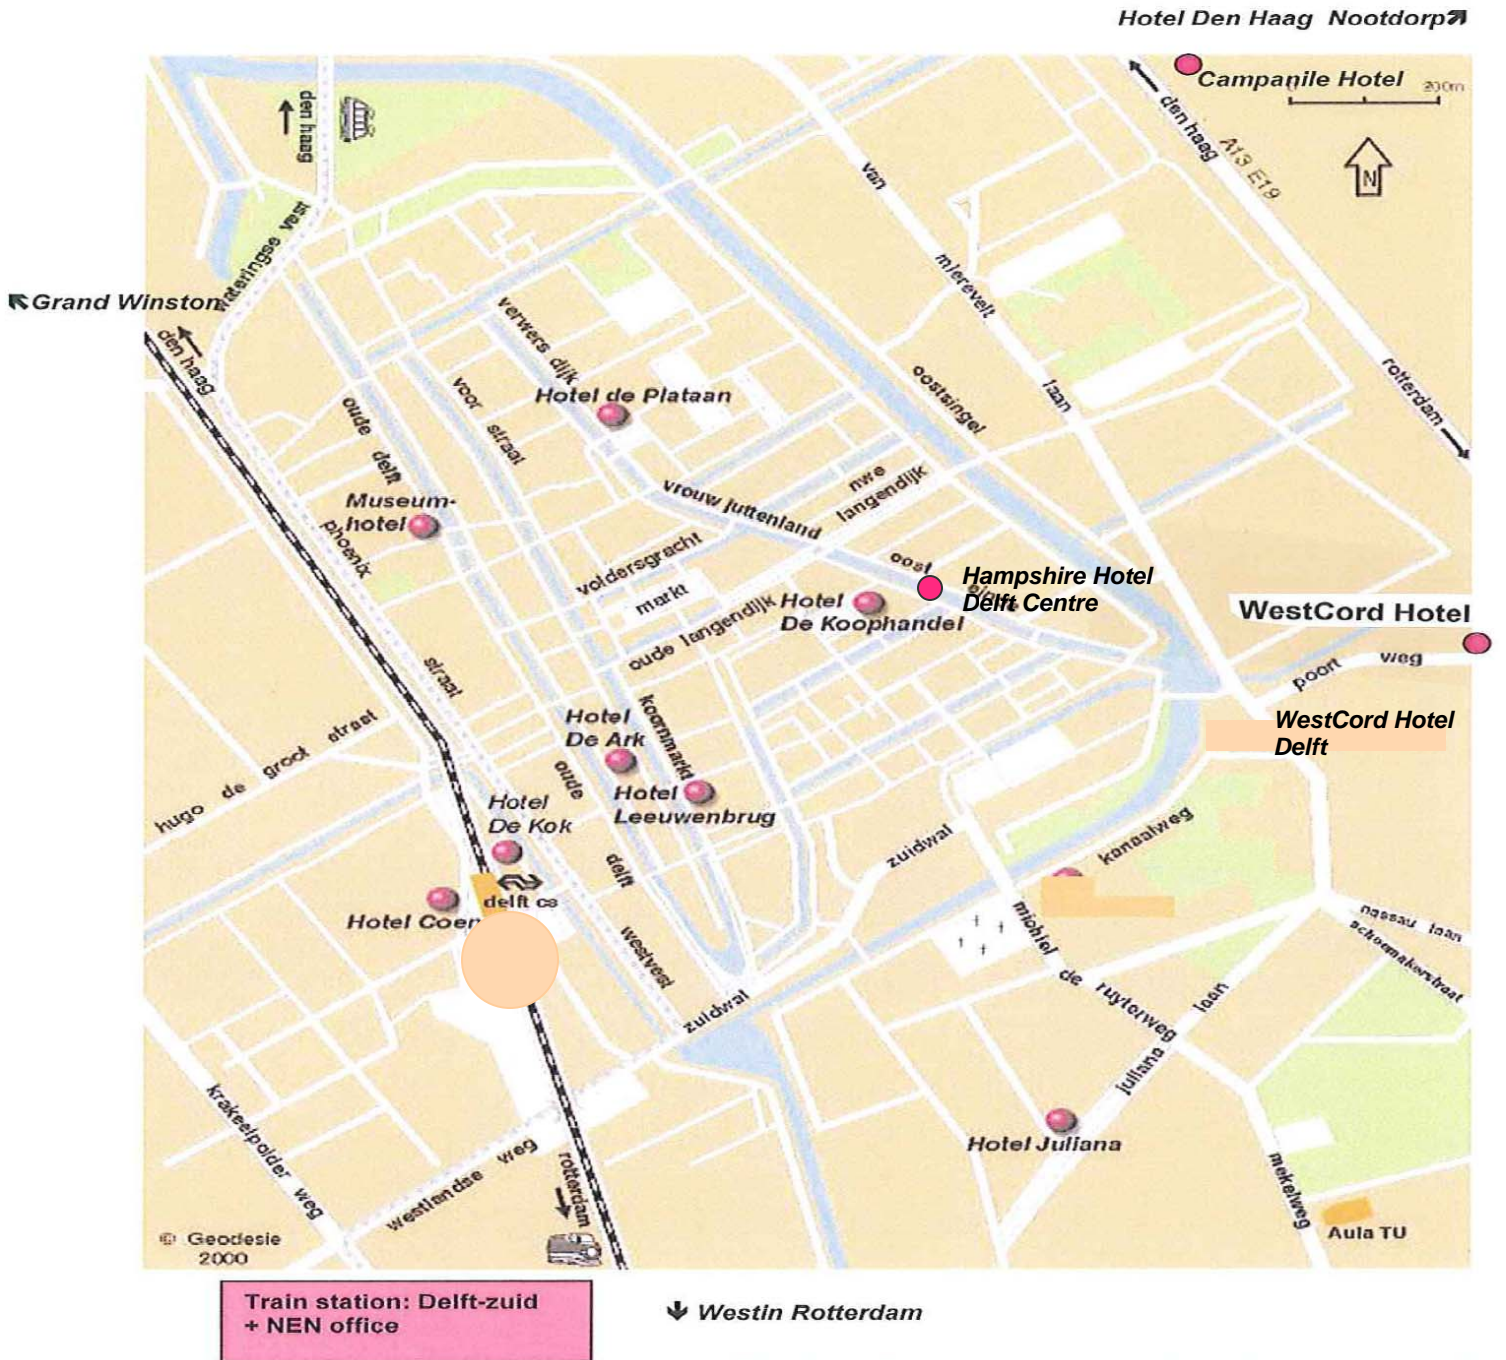 Hotel Den Haag Nootdorp
Campanile Hotel
0 200m
den haag
den haag
A13 E19
N
van
mierevelt
laan
wateringse vest
Grand Winston
den haag
verwers dijk
Hotel de Plataan
voor straat
oude delft
oostsingel
rotterdam
Museum-
hotel
phoenix
straat
vrouw juttenland
nwe
langendijk
voldersgracht
markt
oude langendijk
oost
Hampshire Hotel
Delft Centre
Hotel
De Koophandel
WestCord Hotel
poort weg
WestCord Hotel
Delft
koornmarkt
Hotel
De Ark
hugo de groot straat
oude
delft
Hotel
Leeuwenbrug
Hotel
De Kok
zuidwal
kanaalweg
delft cs
Hotel Coen
westvest
zuidwal
michiel de ruyterweg
nassau laan
schoemakerstraat
juliana laan
Hotel Juliana
krakeelpolder weg
westlandse weg
rotterdam
mekelweg
Aula TU
© Geodesie
2000
Train station: Delft-zuid
+ NEN office
Westin Rotterdam